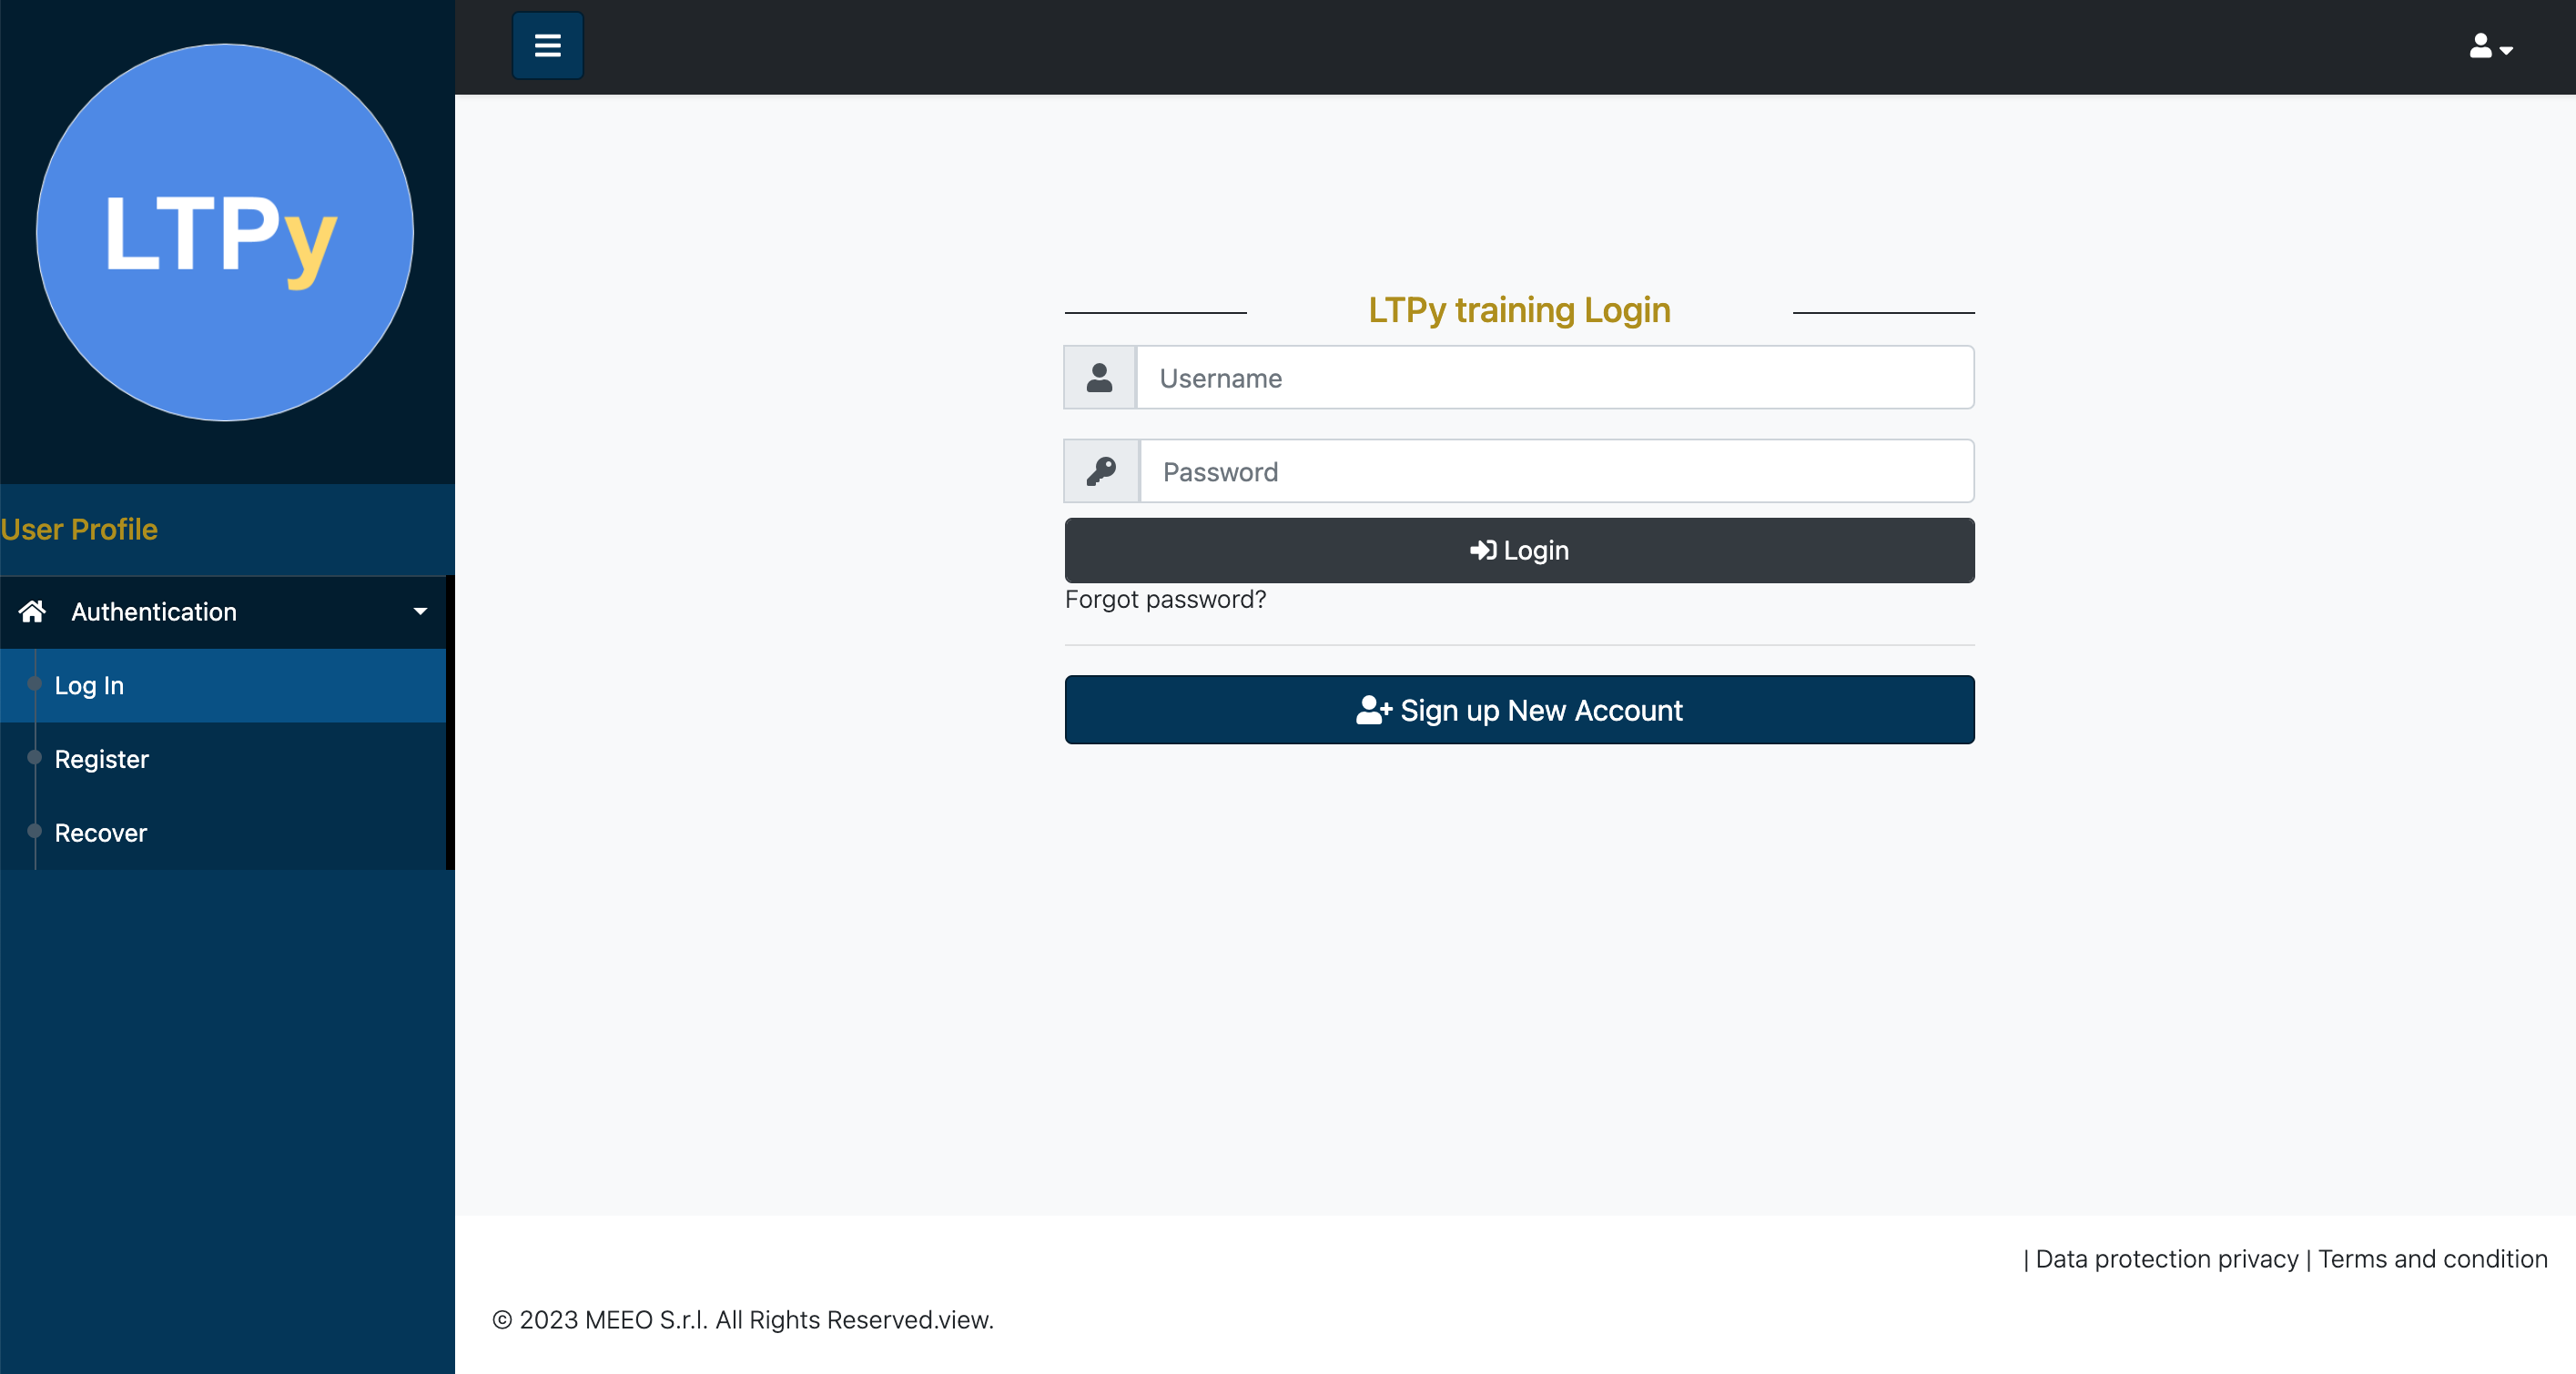 LTPy
User Profile
Authentication
Log In
Register
Recover
LTPy training Login
Username
Password
Login
Forgot password?
Sign up New Account
| Data protection privacy | Terms and condition
© 2023 MEEO S.r.l. All Rights Reserved.view.